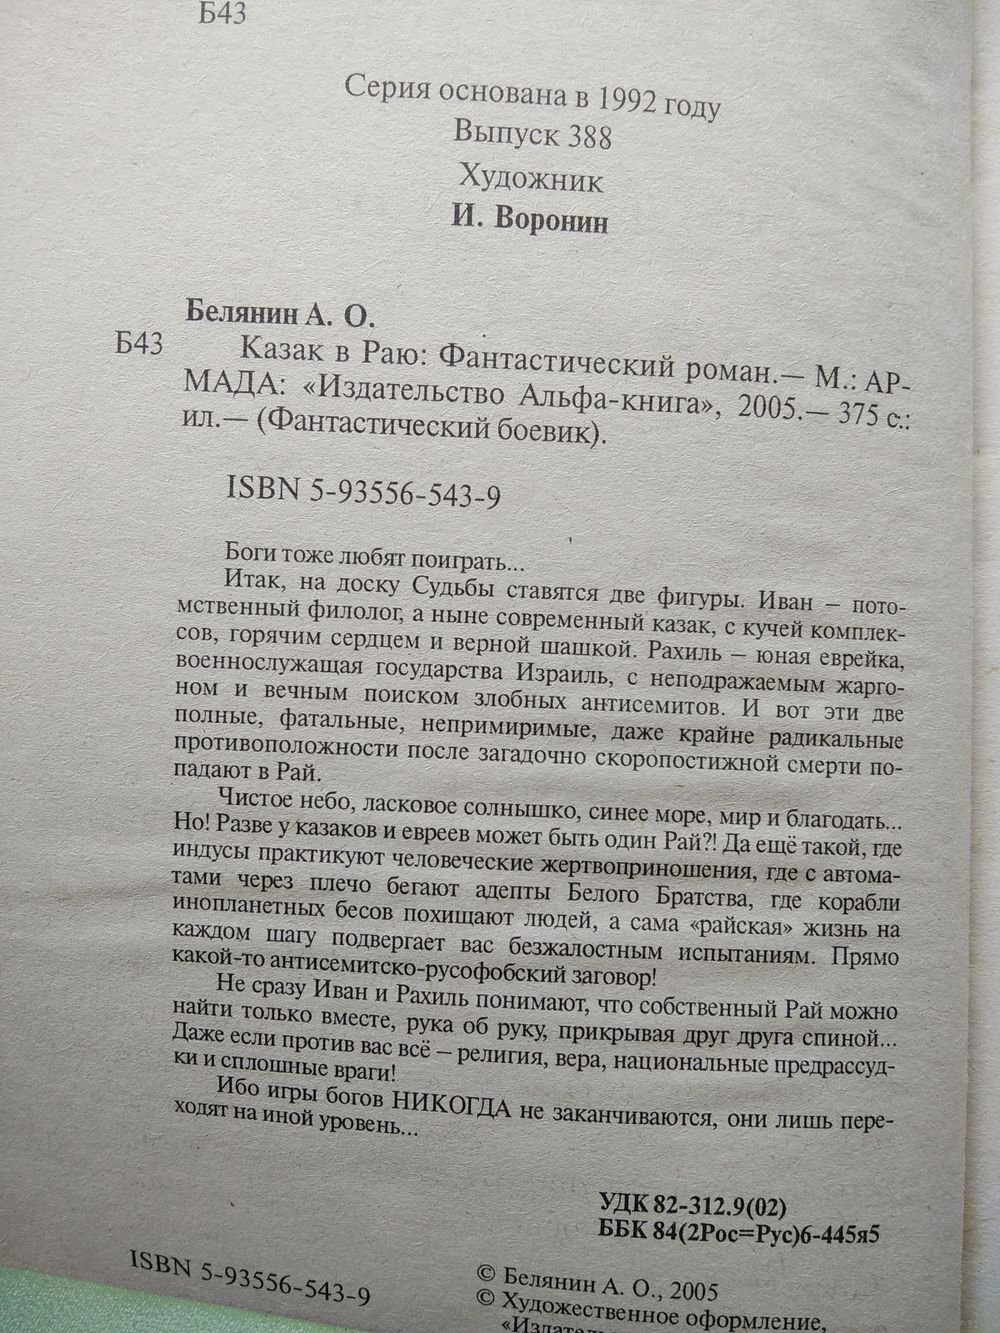 Б43
Серия основана в 1992 году
Выпуск 388
Художник
И. Воронин
Белянин А. О.
Б43
Казак в Раю: Фантастический роман.— М.: АР-
МАДА: «Издательство Альфа-книга», 2005.— 375 с.:
ил.— (Фантастический боевик).
ISBN 5-93556-543-9
Боги тоже любят поиграть...
Итак, на доску Судьбы ставятся две фигуры. Иван – пото-
мственный филолог, а ныне современный казак, с кучей комплек-
сов, горячим сердцем и верной шашкой. Рахиль – юная еврейка,
военнослужащая государства Израиль, с неподражаемым жарго-
ном и вечным поиском злобных антисемитов. И вот эти две
полные, фатальные, непримиримые, даже крайне радикальные
противоположности после загадочно скоропостижной смерти по-
падают в Рай.
Чистое небо, ласковое солнышко, синее море, мир и благодать...
Но! Разве у казаков и евреев может быть один Рай?! Да ещё такой, где
индусы практикуют человеческие жертвоприношения, где с автома-
тами через плечо бегают адепты Белого Братства, где корабли
инопланетных бесов похищают людей, а сама «райская» жизнь на
каждом шагу подвергает вас безжалостным испытаниям. Прямо
какой-то антисемитско-русофобский заговор!
Не сразу Иван и Рахиль понимают, что собственный Рай можно
найти только вместе, рука об руку, прикрывая друг друга спиной...
Даже если против вас всё – религия, вера, национальные предрассуд-
ки и сплошные враги!
Ибо игры богов НИКОГДА не заканчиваются, они лишь пере-
ходят на иной уровень...
УДК 82-312.9(02)
ББК 84(2Рос=Рус)6-445я5
ISBN 5-93556-543-9
© Белянин А. О., 2005
© Художественное оформление,